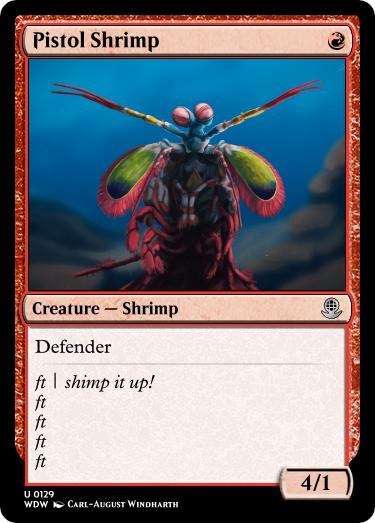 Pistol Shrimp
Creature — Shrimp
Defender
ft | shimp it up!
ft
ft
ft
ft
4/1
U 0129
WDW Carl-August Windharth